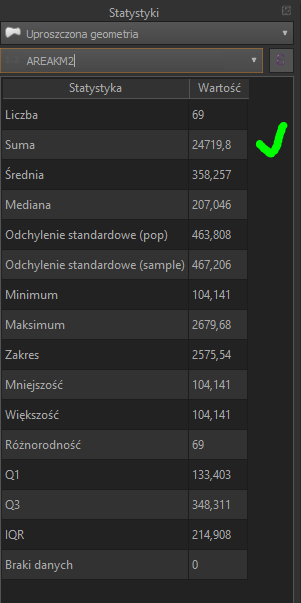 Statystyki
Uproszczona geometria
AREAKM2
Statystyka Wartość
Liczba 69
Suma 24719,8
Średnia 358,257
Mediana 207,046
Odchylenie standardowe (pop) 463,808
Odchylenie standardowe (sample) 467,206
Minimum 104,141
Maksimum 2679,68
Zakres 2575,54
Mniejszość 104,141
Większość 104,141
Różnorodność 69
Q1 133,403
Q3 348,311
IQR 214,908
Braki danych 0